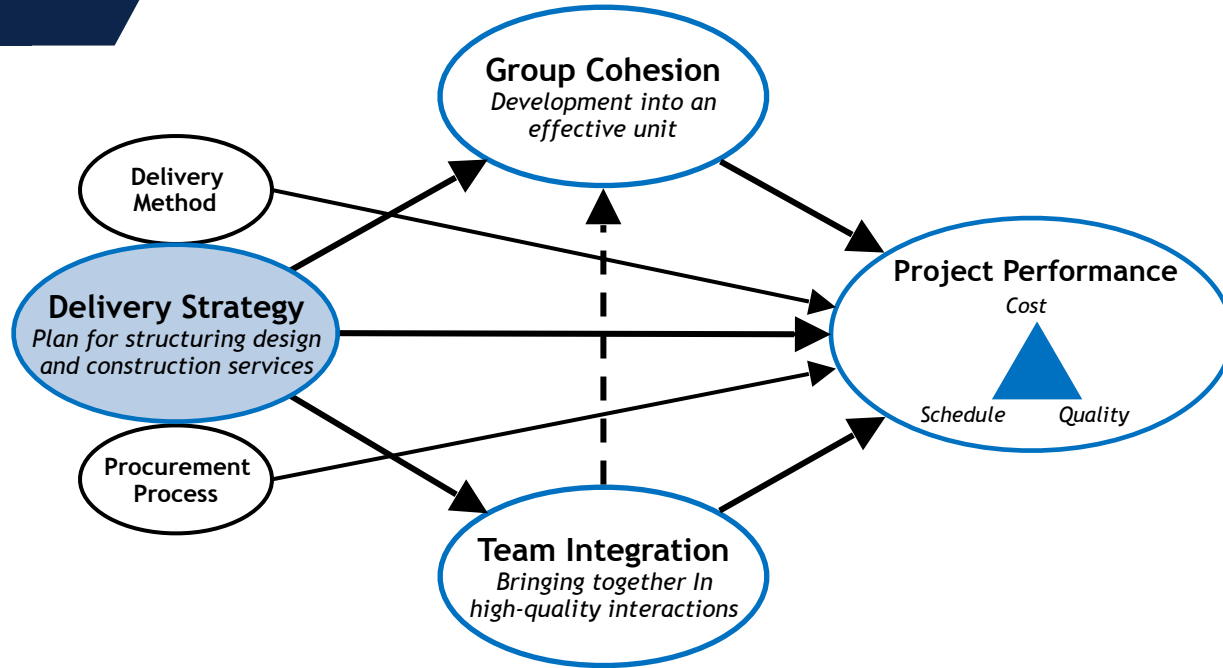 Group Cohesion
Development into an
effective unit
Delivery
Method
Delivery Strategy
Plan for structuring design
and construction services
Procurement
Process
Project Performance
Cost
Schedule
Quality
Team Integration
Bringing together In
high-quality interactions